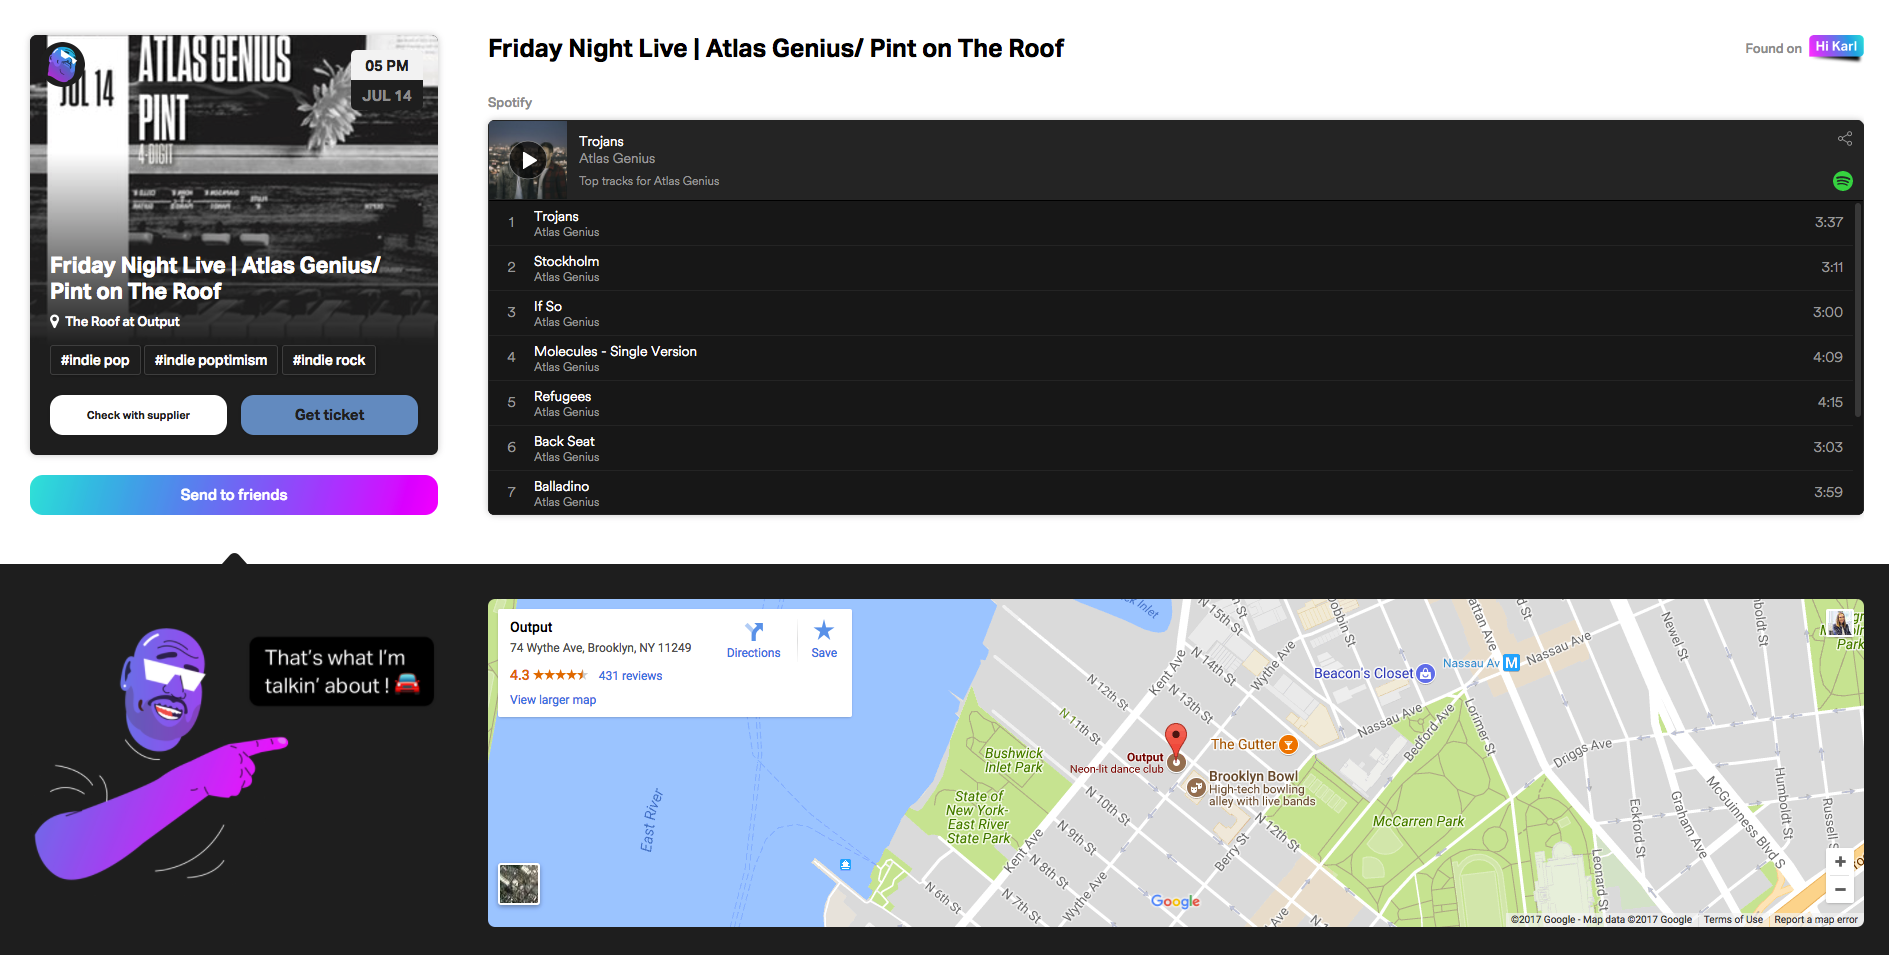 JUL 14
ATLAS GENIUS
PINT
4-DIGIT
05 PM
JUL 14
Friday Night Live | Atlas Genius/
Pint on The Roof
The Roof at Output
#indie pop
#indie poptimism
#indie rock
Check with supplier
Get ticket
Send to friends
Friday Night Live | Atlas Genius/ Pint on The Roof
Found on Hi Karl
Spotify
Trojans
Atlas Genius
Top tracks for Atlas Genius
1 Trojans 3:37
Atlas Genius
2 Stockholm 3:11
Atlas Genius
3 If So 3:00
Atlas Genius
4 Molecules - Single Version 4:09
Atlas Genius
5 Refugees 4:15
Atlas Genius
6 Back Seat 3:03
Atlas Genius
7 Balladino 3:59
Atlas Genius
That's what I'm
talkin' about !
Output
74 Wythe Ave, Brooklyn, NY 11249
4.3 431 reviews
View larger map
Directions
Save
Inlet
N 15th St
N 14th St
N 13th St
N 12th St
N 11th St
Kent Ave
Wythe Ave
Dobbin St
Beacon's Closet
Nassau Av M
Nassau Ave
Newel St
Humboldt St
Park
Nassau Ave
Bedford Ave
Lorimer St
Driggs Ave
The Gutter
Output
Neon-lit dance club
Brooklyn Bowl
High-tech bowling
alley with live bands
Bushwick
Inlet Park
State of
New York-
East River
State Park
East River
N 10th St
N 9th St
N 8th St
N 7th St
N 6th St
Kent Ave
Wythe Ave
Berry St
N 12th St
McCarren Park
Eckford St
Leonard St
Graham Ave
McGuinness Blvd S
Humboldt St
Russell
+
−
Google
©2017 Google - Map data ©2017 Google
Terms of Use
Report a map error